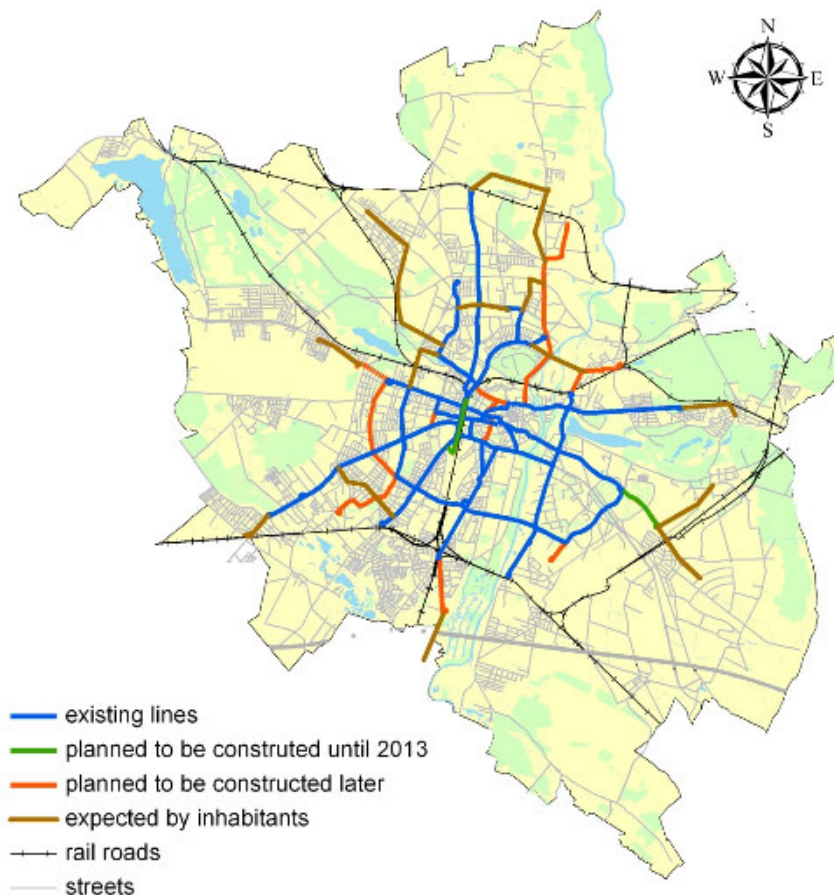 N
W E
S
existing lines
planned to be construted until 2013
planned to be constructed later
expected by inhabitants
rail roads
streets